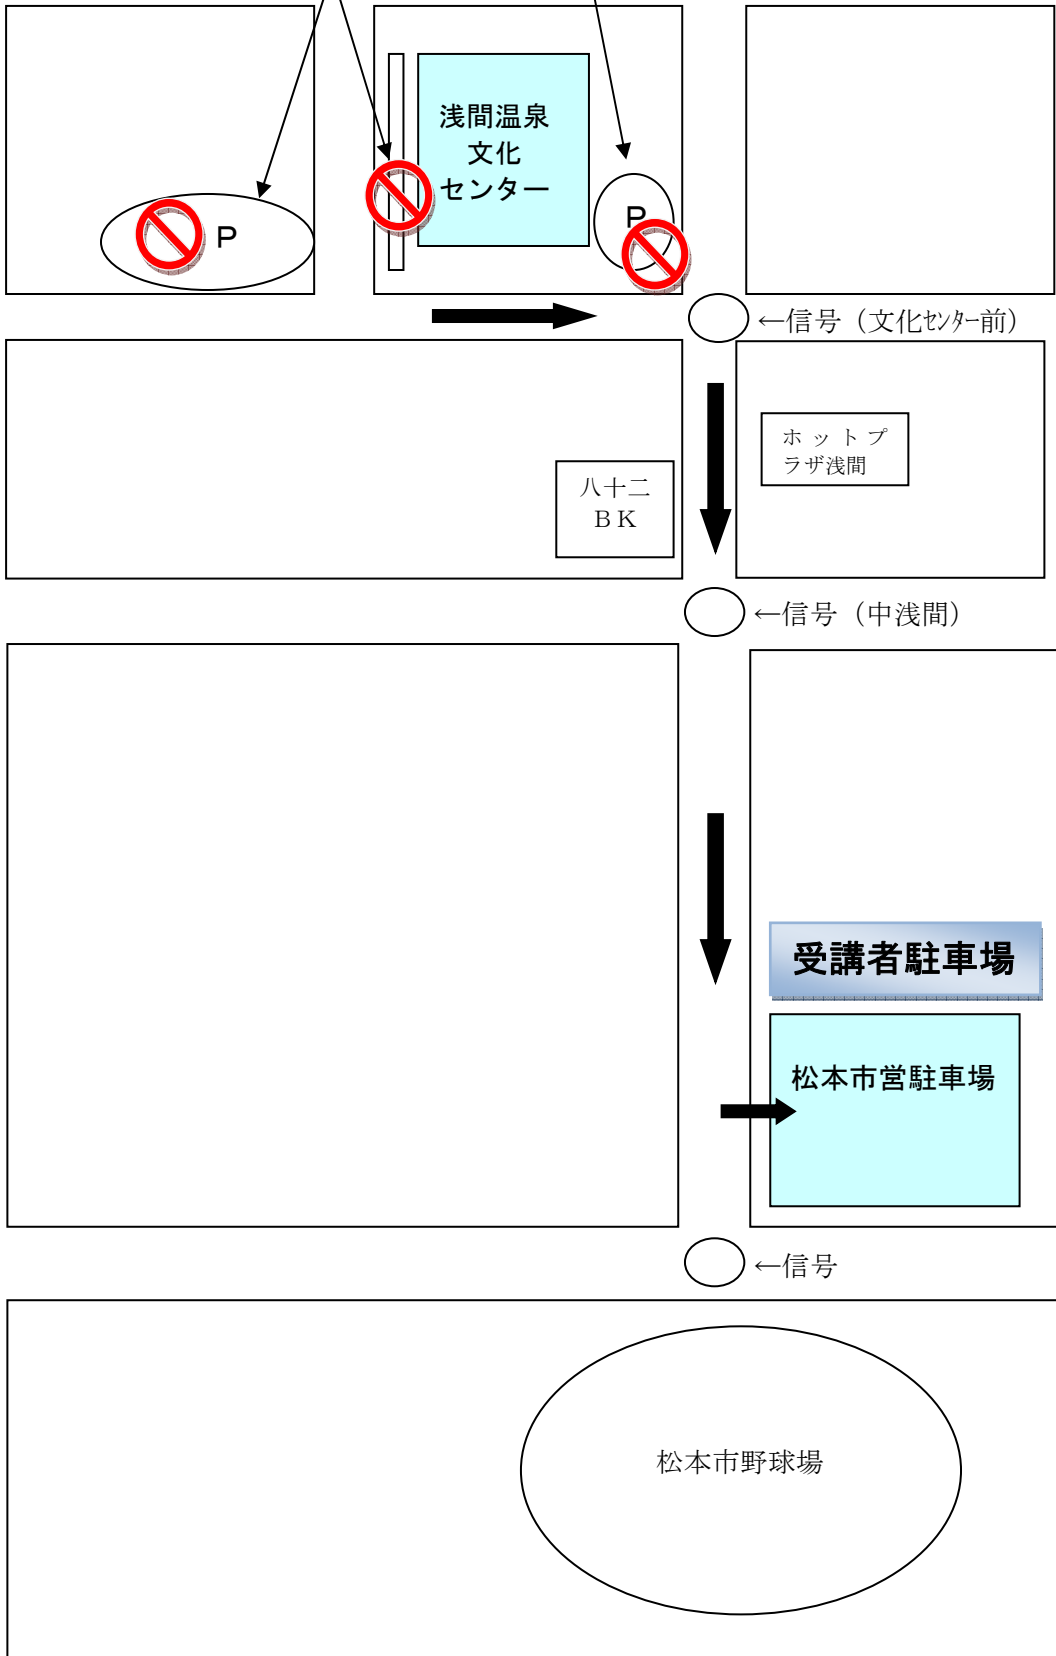 浅間温泉
文化
センター
P
P
←信号（文化ｾﾝﾀｰ前）
ホットプ
ラザ浅間
八十二
ＢＫ
←信号（中浅間）
受講者駐車場
松本市営駐車場
←信号
松本市野球場